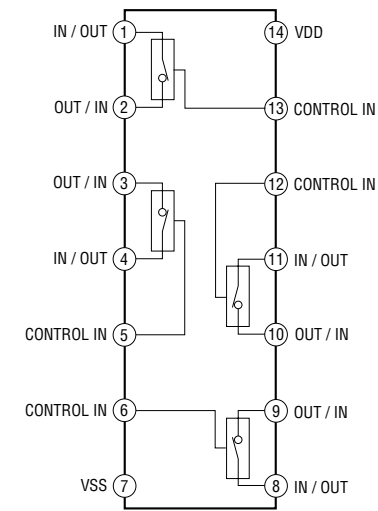 IN / OUT 1
14 VDD
OUT / IN 2
13 CONTROL IN
OUT / IN 3
12 CONTROL IN
IN / OUT 4
11 IN / OUT
CONTROL IN 5
10 OUT / IN
CONTROL IN 6
9 OUT / IN
VSS 7
8 IN / OUT